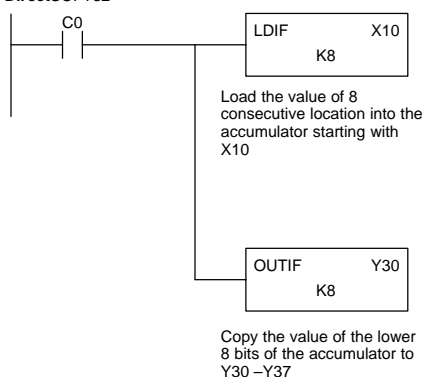 C0
LDIF X10
K8
Load the value of 8
consecutive location into the
accumulator starting with
X10
OUTIF Y30
K8
Copy the value of the lower
8 bits of the accumulator to
Y30 –Y37